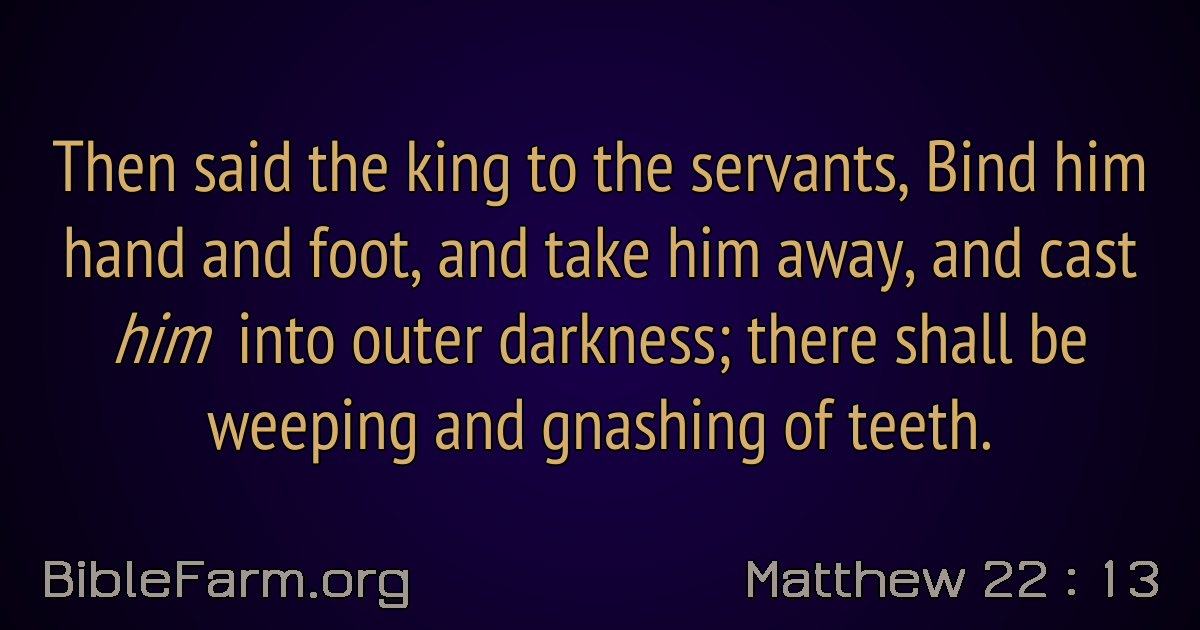 Then said the king to the servants, Bind him
hand and foot, and take him away, and cast
him into outer darkness; there shall be
weeping and gnashing of teeth.
BibleFarm.org
Matthew 22 : 13